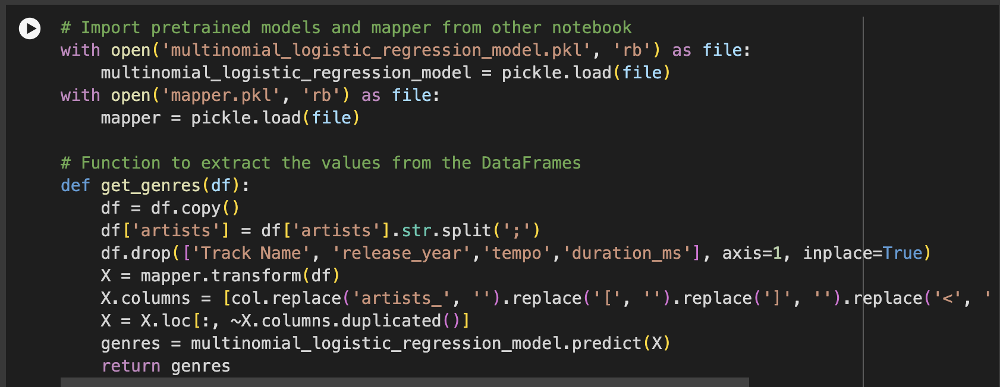 # Import pretrained models and mapper from other notebook
with open('multinomial_logistic_regression_model.pkl', 'rb') as file:
    multinomial_logistic_regression_model = pickle.load(file)
with open('mapper.pkl', 'rb') as file:
    mapper = pickle.load(file)

# Function to extract the values from the DataFrames
def get_genres(df):
    df = df.copy()
    df['artists'] = df['artists'].str.split(';')
    df.drop(['Track Name', 'release_year','tempo','duration_ms'], axis=1, inplace=True)
    X = mapper.transform(df)
    X.columns = [col.replace('artists_', '').replace('[', '').replace(']', '').replace('<', '
    X = X.loc[:, ~X.columns.duplicated()]
    genres = multinomial_logistic_regression_model.predict(X)
    return genres